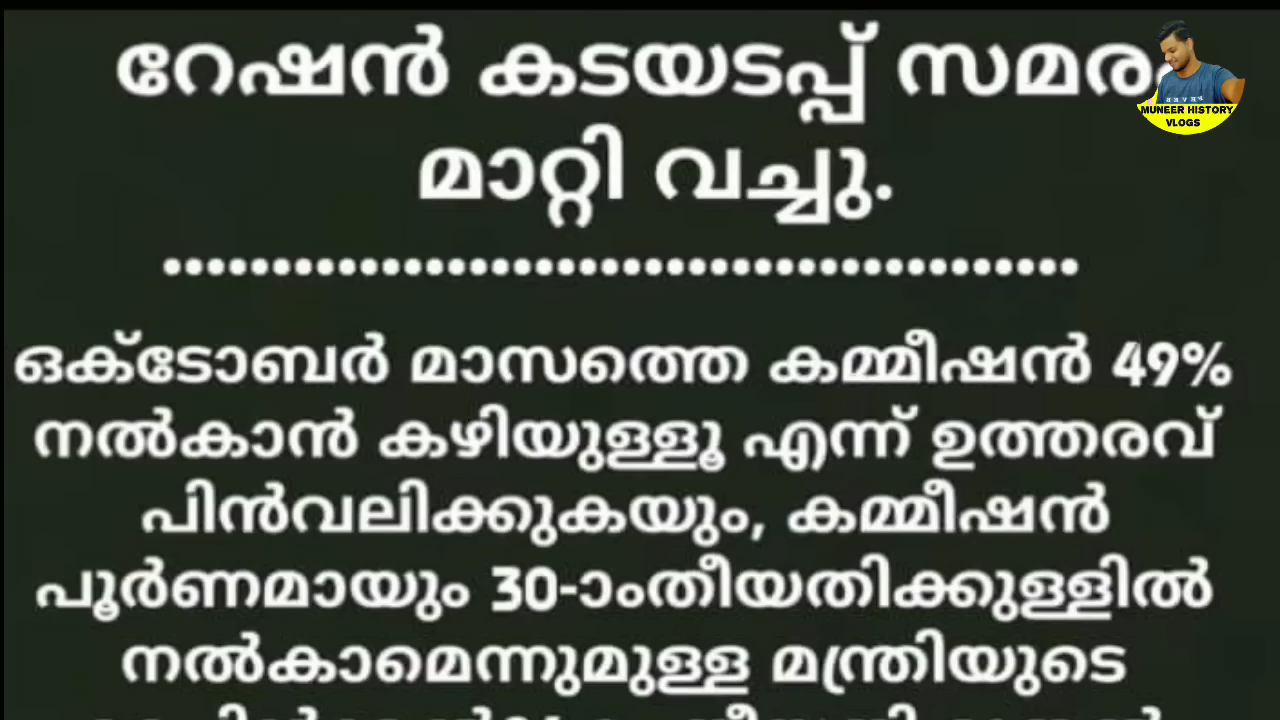 റേഷൻ കടയടപ്പ് സമരം
മാറ്റി വച്ചു.
MUNEER HISTORY
VLOGS
ഒക്ടോബർ മാസത്തെ കമ്മീഷൻ 49%
നൽകാൻ കഴിയുള്ളൂ എന്ന് ഉത്തരവ്
പിൻവലിക്കുകയും, കമ്മീഷൻ
പൂർണമായും 30-ാംതീയതിക്കുള്ളിൽ
നൽകാമെന്നുമുള്ള മന്ത്രിയുടെ